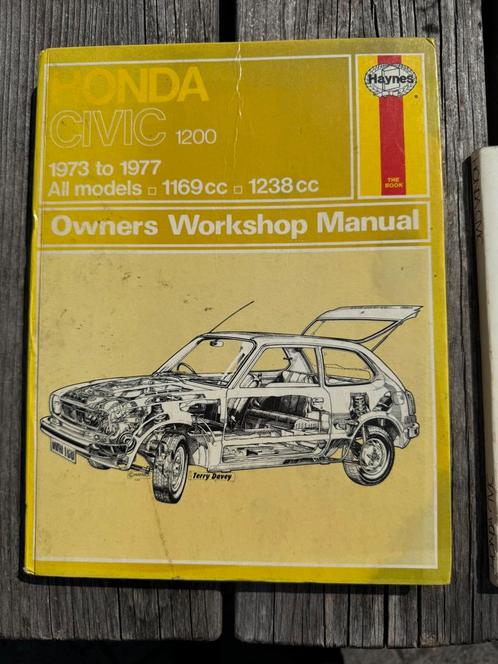 HONDA
CIVIC 1200
1973 to 1977
All models □ 1169cc □ 1238cc
Haynes
THE
BOOK
Owners Workshop Manual
Terry Davey